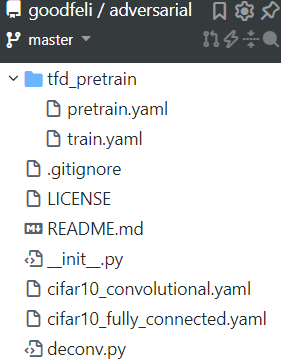 goodfeli / adversarial
master
tfd_pretrain
pretrain.yaml
train.yaml
.gitignore
LICENSE
README.md
__init__.py
cifar10_convolutional.yaml
cifar10_fully_connected.yaml
deconv.py